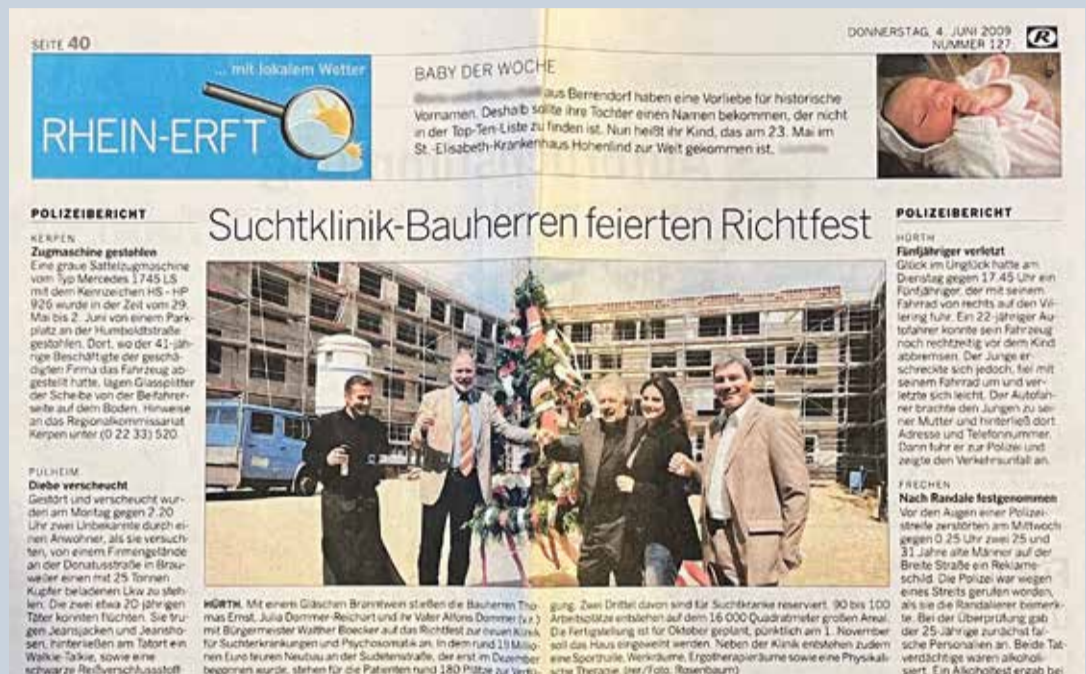 SEITE 40
DONNERSTAG, 4. JUNI 2009
NUMMER 127
R
... mit lokalem Wetter
RHEIN-ERFT
BABY DER WOCHE
aus Berrendorf haben eine Vorliebe für historische
Vornamen. Deshalb sollte ihre Tochter einen Namen bekommen, der nicht
in der Top-Ten-Liste zu finden ist. Nun heißt ihr Kind, das am 23. Mai im
St.-Elisabeth-Krankenhaus Hohenlind zur Welt gekommen ist,
POLIZEIBERICHT
KERPEN
Zugmaschine gestohlen
Eine graue Sattelzugmaschine
vom Typ Mercedes 1745 LS
mit dem Kennzeichen HS - HP
926 wurde in der Zeit vom 29.
Mai bis 2. Juni von einem Park-
platz an der Humboldtstraße
gestohlen. Dort, wo der 41-jäh-
rige Beschäftigte der geschä-
digten Firma das Fahrzeug ab-
gestellt hatte, lagen Glassplitter
der Scheibe von der Beifahrer-
seite auf dem Boden. Hinweise
an das Regionalkommissariat
Kerpen unter (0 22 33) 520.
PULHEIM
Diebe verscheucht
Gestört und verscheucht wur-
den am Montag gegen 2.20
Uhr zwei Unbekannte durch ei-
nen Anwohner, als sie versuch-
ten, von einem Firmengelände
an der Donatusstraße in Brau-
weiler einen mit 25 Tonnen
Kupfer beladenen Lkw zu steh-
len. Die zwei etwa 20-jährigen
Täter konnten flüchten. Sie tru-
gen Jeansjacken und Jeansho-
sen, hinterließen am Tatort ein
Walkie-Talkie, sowie eine
schwarze Reißverschlussstoff-
Suchtklinik-Bauherren feierten Richtfest
HÜRTH. Mit einem Gläschen Branntwein stießen die Bauherren Tho-
mas Ernst, Julia Dommer-Reichart und ihr Vater Alfons Dommer (v.r.)
mit Bürgermeister Walther Boecker auf das Richtfest zur neuen Klinik
für Suchterkrankungen und Psychosomatik an. In dem rund 19 Millio-
nen Euro teuren Neubau an der Sudetenstraße, der erst im Dezember
begonnen wurde, stehen für die Patienten rund 180 Plätze zur Verfü-
gung. Zwei Drittel davon sind für Suchtkranke reserviert. 90 bis 100
Arbeitsplätze entstehen auf dem 16 000 Quadratmeter großen Areal.
Die Fertigstellung ist für Oktober geplant, pünktlich am 1. November
soll das Haus eingeweiht werden. Neben der Klinik entstehen zudem
eine Sporthalle, Werkräume, Ergotherapieräume sowie eine Physikali-
sche Therapie. (Foto: Rosenbaum)
POLIZEIBERICHT
HÜRTH
Fünfjähriger verletzt
Glück im Unglück hatte am
Dienstag gegen 17.45 Uhr ein
Fünfjähriger, der mit seinem
Fahrrad von rechts auf den Vil-
lering fuhr. Ein 22-jähriger Au-
tofahrer konnte sein Fahrzeug
noch rechtzeitig vor dem Kind
abbremsen. Der Junge er-
schreckte sich jedoch, fiel mit
seinem Fahrrad um und ver-
letzte sich leicht. Der Autofah-
rer brachte den Jungen zu sei-
ner Mutter und hinterließ dort
Adresse und Telefonnummer.
Dann fuhr er zur Polizei und
zeigte den Verkehrsunfall an.
FRECHEN
Nach Randale festgenommen
Vor den Augen einer Polizei-
streife zerstörten am Mittwoch
gegen 0.25 Uhr zwei 25 und
31 Jahre alte Männer auf der
Breite Straße ein Reklame-
schild. Die Polizei war wegen
eines Streits gerufen worden,
als sie die Randalierer bemerk-
te. Bei der Überprüfung gab
der 25-Jährige zunächst fal-
sche Personalien an. Beide Tat-
verdächtige waren alkoholi-
siert. Ein Alkoholtest ergab bei